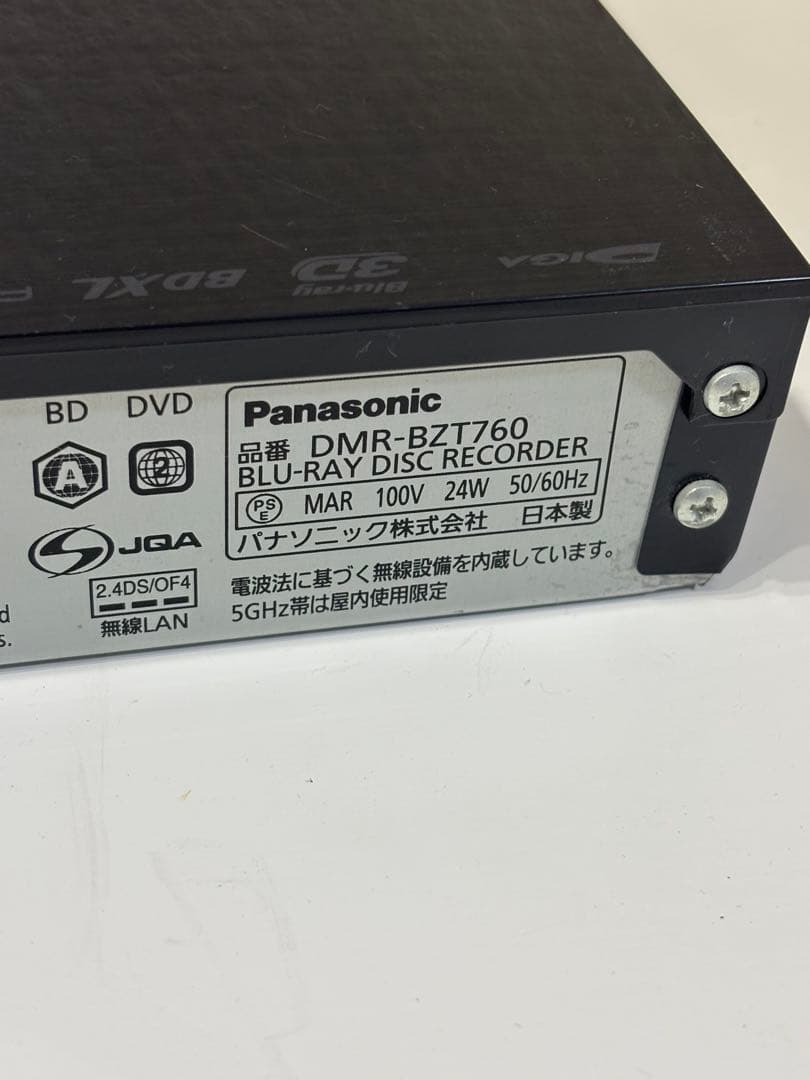 DIGA
Blu-ray 3D
BDXL
BD DVD
A 2
JQA
2.4DS/OF4
無線LAN
Panasonic
品番 DMR-BZT760
BLU-RAY DISC RECORDER
PSE MAR 100V 24W 50/60Hz
パナソニック株式会社 日本製
電波法に基づく無線設備を内蔵しています。
5GHz帯は屋内使用限定